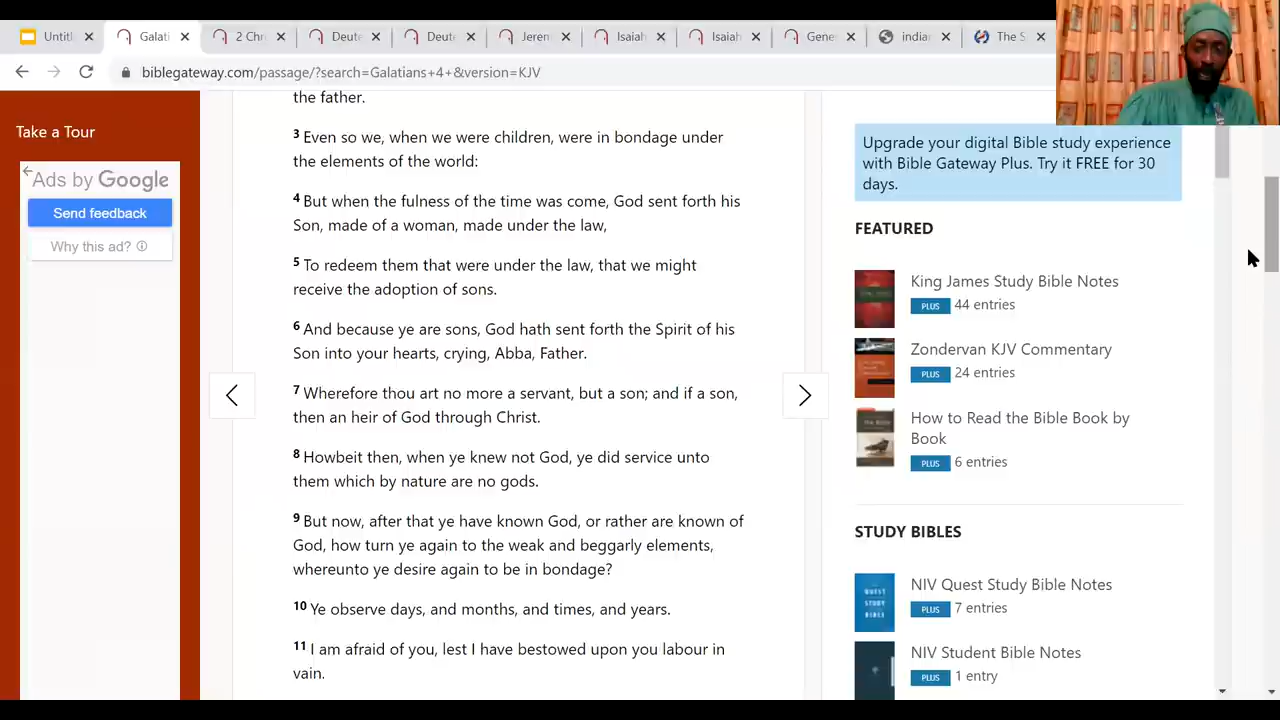 Untitl
Galati
2 Chr
Deute
Deute
Jerem
Isaiah
Isaiah
Gene
indian
The S
biblegateway.com/passage/?search=Galatians+4+&version=KJV
Take a Tour
Ads by Google
Send feedback
Why this ad?
the father.
3 Even so we, when we were children, were in bondage under
the elements of the world:
4 But when the fulness of the time was come, God sent forth his
Son, made of a woman, made under the law,
5 To redeem them that were under the law, that we might
receive the adoption of sons.
6 And because ye are sons, God hath sent forth the Spirit of his
Son into your hearts, crying, Abba, Father.
7 Wherefore thou art no more a servant, but a son; and if a son,
then an heir of God through Christ.
8 Howbeit then, when ye knew not God, ye did service unto
them which by nature are no gods.
9 But now, after that ye have known God, or rather are known of
God, how turn ye again to the weak and beggarly elements,
whereunto ye desire again to be in bondage?
10 Ye observe days, and months, and times, and years.
11 I am afraid of you, lest I have bestowed upon you labour in
vain.
Upgrade your digital Bible study experience
with Bible Gateway Plus. Try it FREE for 30
days.
FEATURED
King James Study Bible Notes
PLUS 44 entries
Zondervan KJV Commentary
PLUS 24 entries
How to Read the Bible Book by
Book
PLUS 6 entries
STUDY BIBLES
NIV Quest Study Bible Notes
PLUS 7 entries
NIV Student Bible Notes
PLUS 1 entry